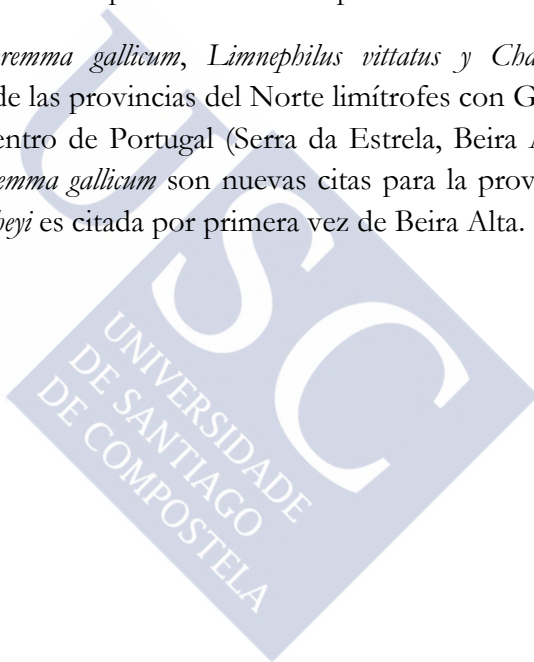 remma gallicum, Limnephilus vittatus y Cha
de las provincias del Norte limítrofes con G
entro de Portugal (Serra da Estrela, Beira A
emma gallicum son nuevas citas para la prov
heyi es citada por primera vez de Beira Alta.
USC
UNIVERSIDADE
DE SANTIAGO
DE COMPOSTELA